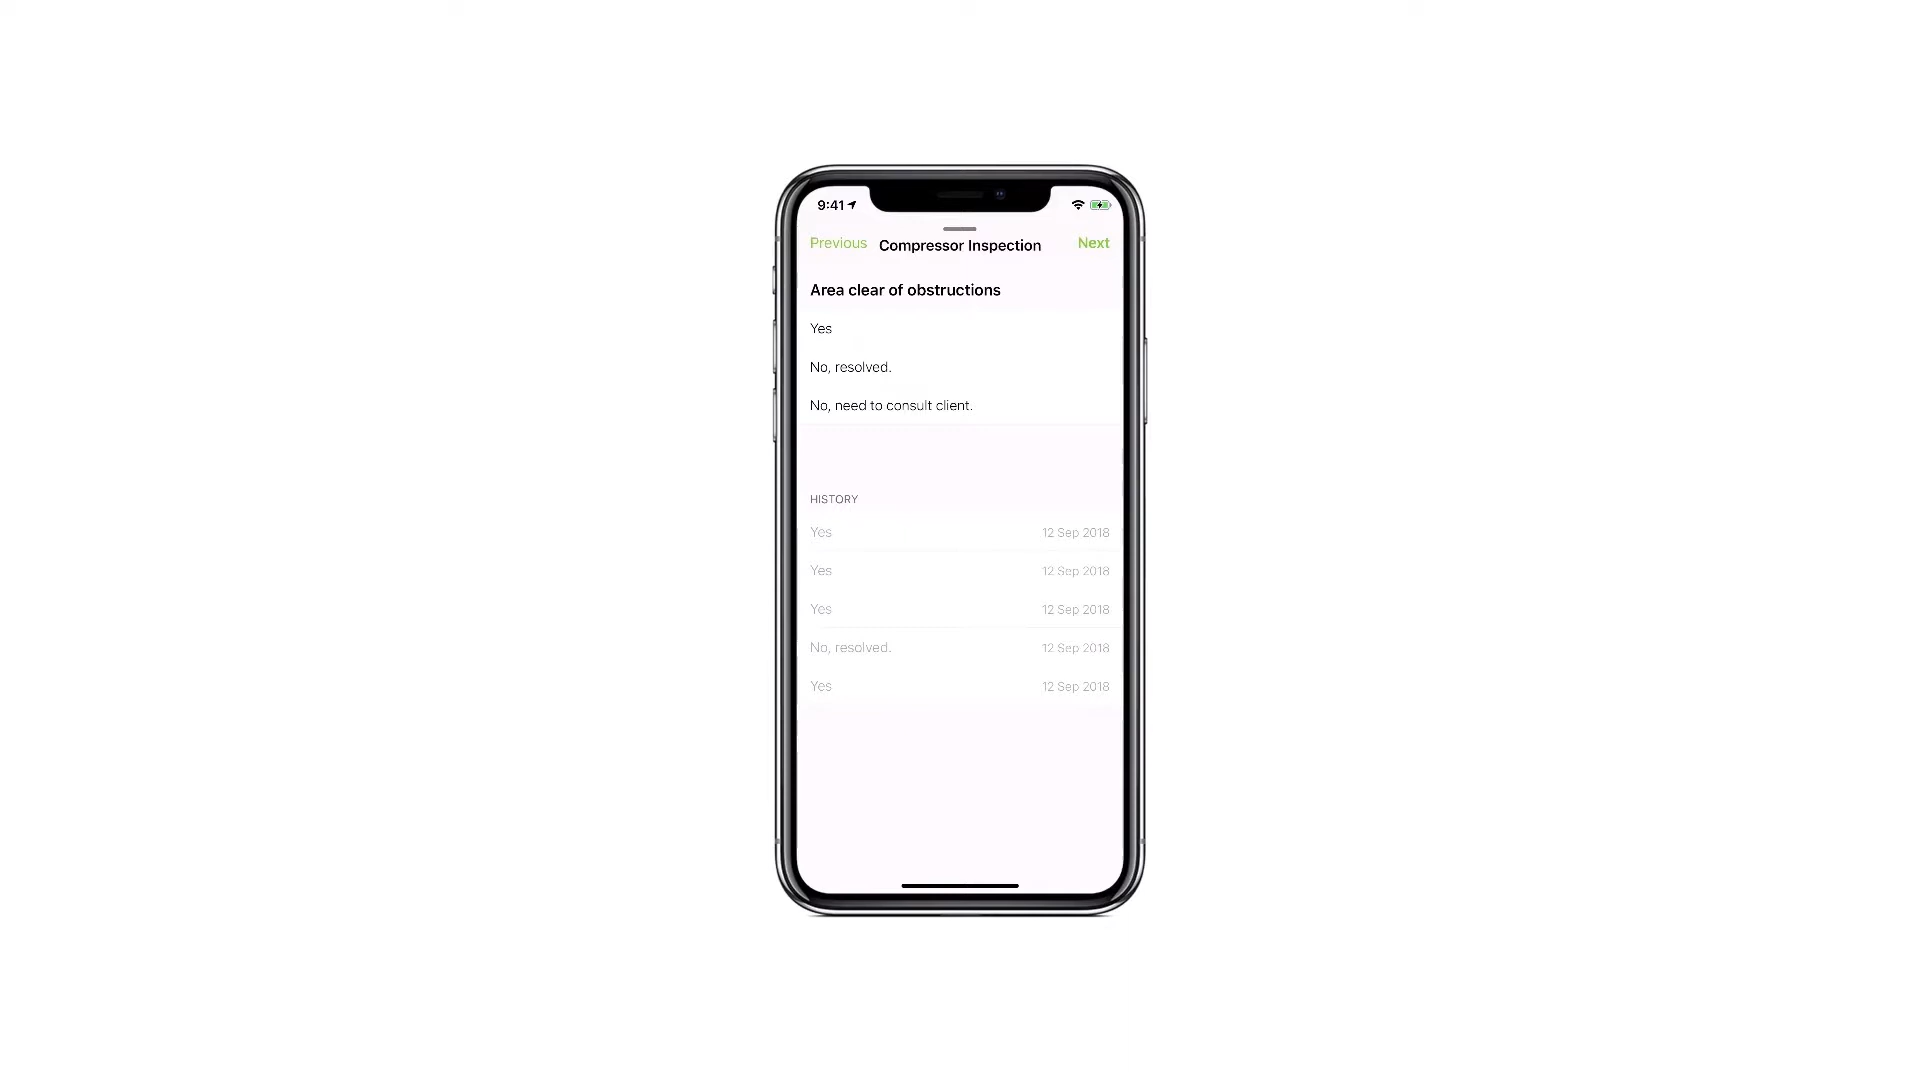 9:41
Previous Compressor Inspection Next
Area clear of obstructions
Yes
No, resolved.
No, need to consult client.
HISTORY
Yes 12 Sep 2018
Yes 12 Sep 2018
Yes 12 Sep 2018
No, resolved. 12 Sep 2018
Yes 12 Sep 2018